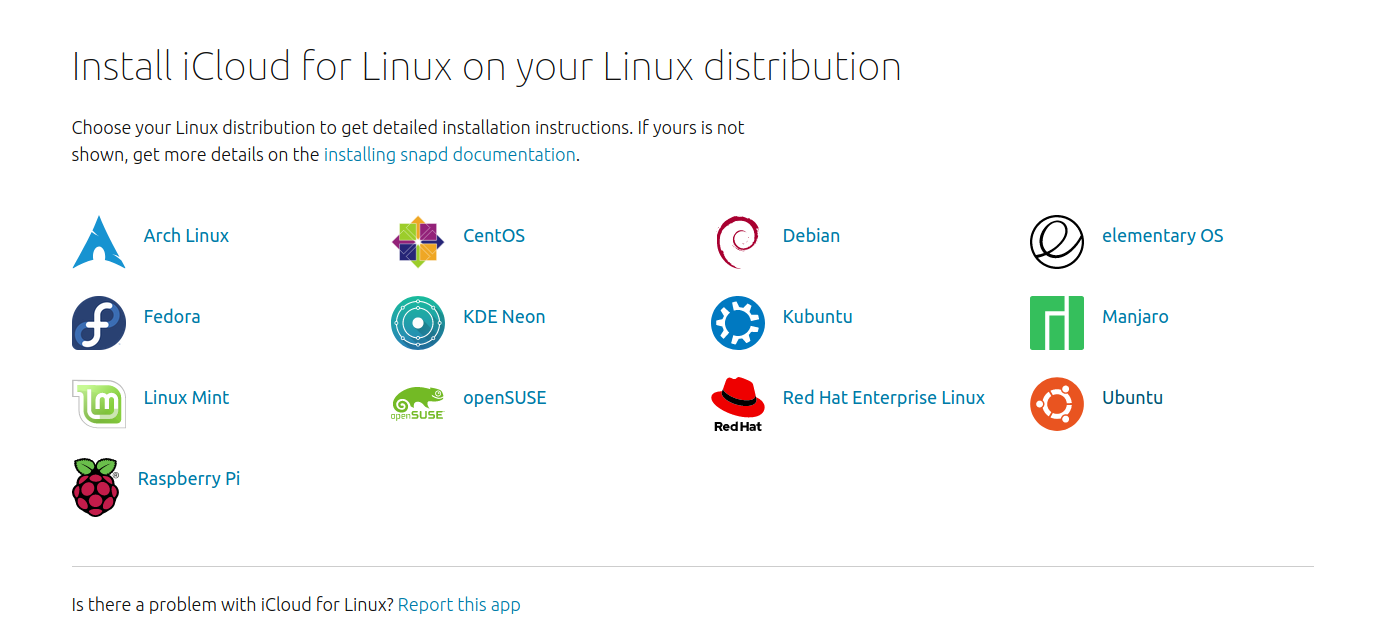 Install iCloud for Linux on your Linux distribution
Choose your Linux distribution to get detailed installation instructions. If yours is not
shown, get more details on the installing snapd documentation.
Arch Linux
CentOS
Debian
elementary OS
Fedora
KDE Neon
Kubuntu
Manjaro
Linux Mint
openSUSE
openSUSE
Red Hat
Red Hat Enterprise Linux
Ubuntu
Raspberry Pi
Is there a problem with iCloud for Linux? Report this app